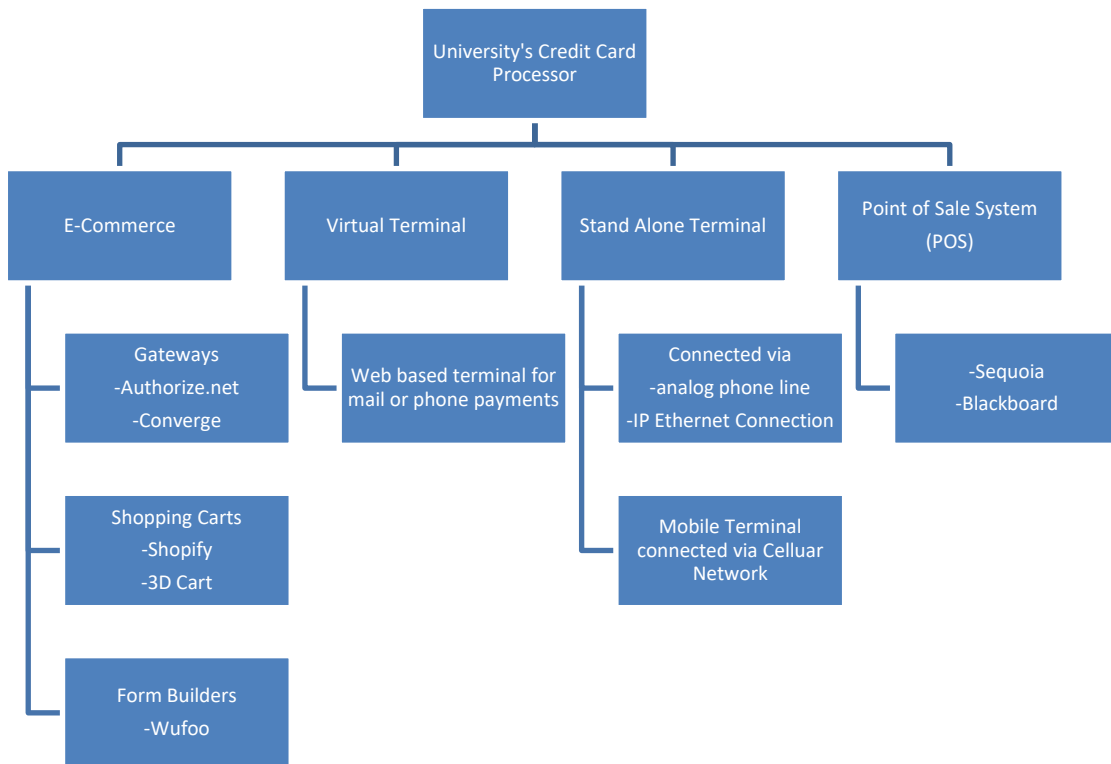 University's Credit Card
Processor
E-Commerce
Virtual Terminal
Stand Alone Terminal
Point of Sale System
(POS)
Gateways
-Authorize.net
-Converge
Web based terminal for
mail or phone payments
Connected via
-analog phone line
-IP Ethernet Connection
-Sequoia
-Blackboard
Shopping Carts
-Shopify
-3D Cart
Mobile Terminal
connected via Celluar
Network
Form Builders
-Wufoo